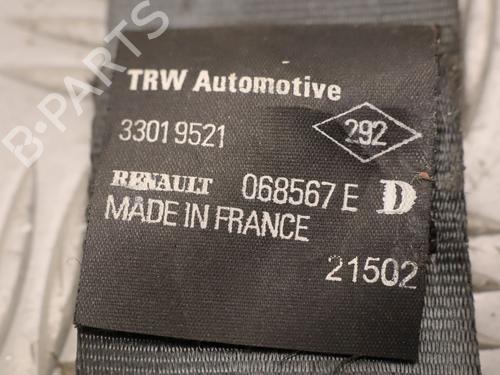 B-PARTS
TRW Automotive
33019521
292
RENAULT 068567 E D
MADE IN FRANCE
21502